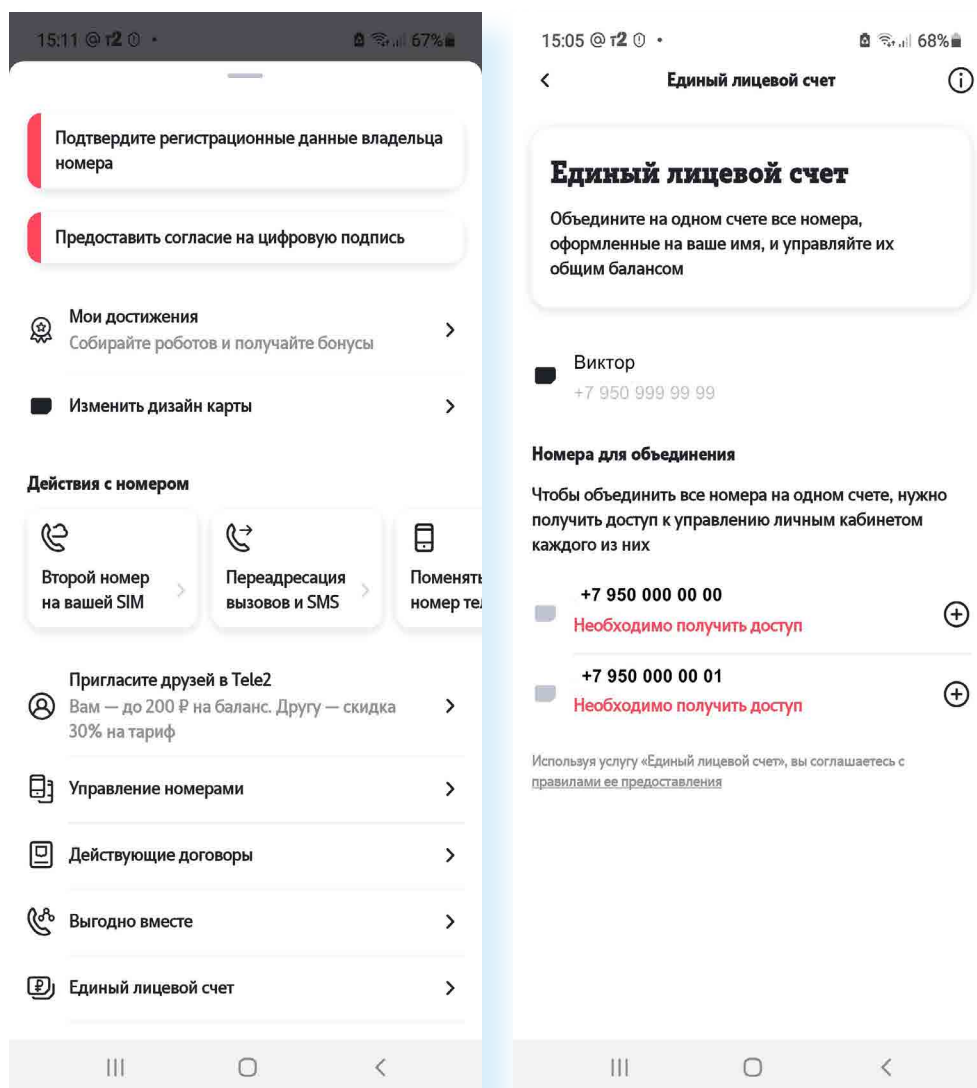 15:11 @ т2
67%
Подтвердите регистрационные данные владельца
номера
Предоставить согласие на цифровую подпись
Мои достижения
Собирайте роботов и получайте бонусы
Изменить дизайн карты
Действия с номером
Второй номер
на вашей SIM
Переадресация
вызовов и SMS
Поменять
номер тел
Пригласите друзей в Tele2
Вам — до 200 ₽ на баланс. Другу — скидка
30% на тариф
Управление номерами
Действующие договоры
Выгодно вместе
Единый лицевой счет
15:05 @ т2
68%
Единый лицевой счет
Единый лицевой счет
Объедините на одном счете все номера,
оформленные на ваше имя, и управляйте их
общим балансом
Виктор
+7 950 999 99 99
Номера для объединения
Чтобы объединить все номера на одном счете, нужно
получить доступ к управлению личным кабинетом
каждого из них
+7 950 000 00 00
Необходимо получить доступ
+7 950 000 00 01
Необходимо получить доступ
Используя услугу «Единый лицевой счет», вы соглашаетесь с
правилами ее предоставления